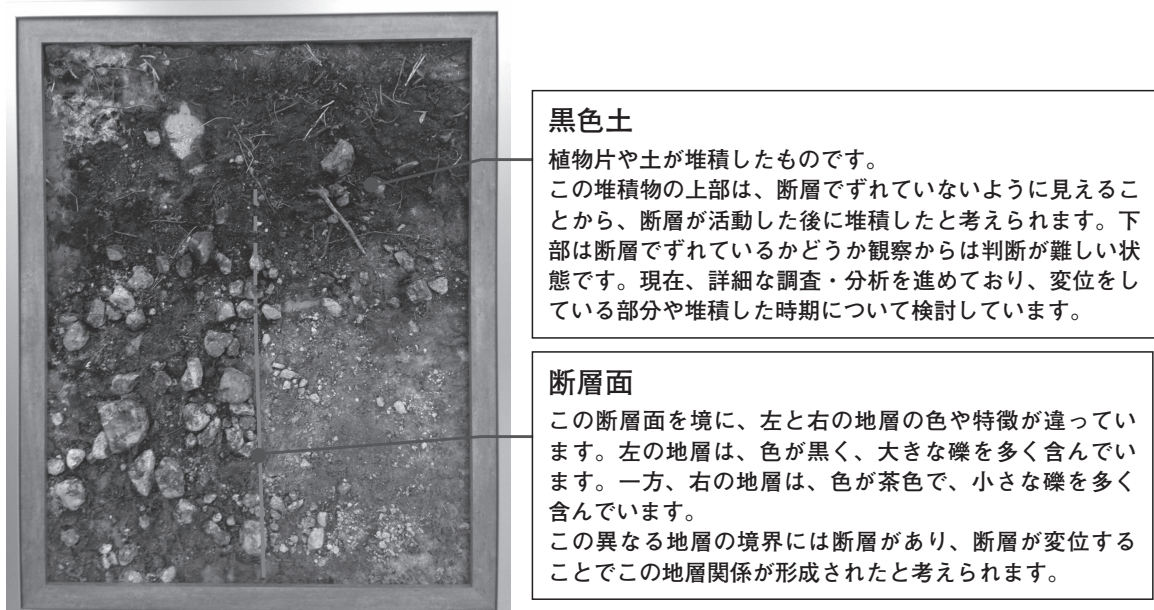 黒色土
植物片や土が堆積したものです。
この堆積物の上部は、断層でずれていないように見えるこ
とから、断層が活動した後に堆積したと考えられます。下
部は断層でずれているかどうか観察からは判断が難しい状
態です。現在、詳細な調査・分析を進めており、変位をし
ている部分や堆積した時期について検討しています。
断層面
この断層面を境に、左と右の地層の色や特徴が違ってい
ます。左の地層は、色が黒く、大きな礫を多く含んでい
ます。一方、右の地層は、色が茶色で、小さな礫を多く
含んでいます。
この異なる地層の境界には断層があり、断層が変位する
ことでこの地層関係が形成されたと考えられます。